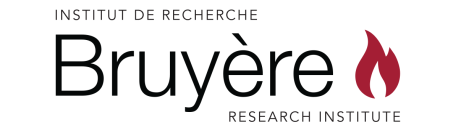 INSTITUT DE RECHERCHE
Bruyère
RESEARCH INSTITUTE